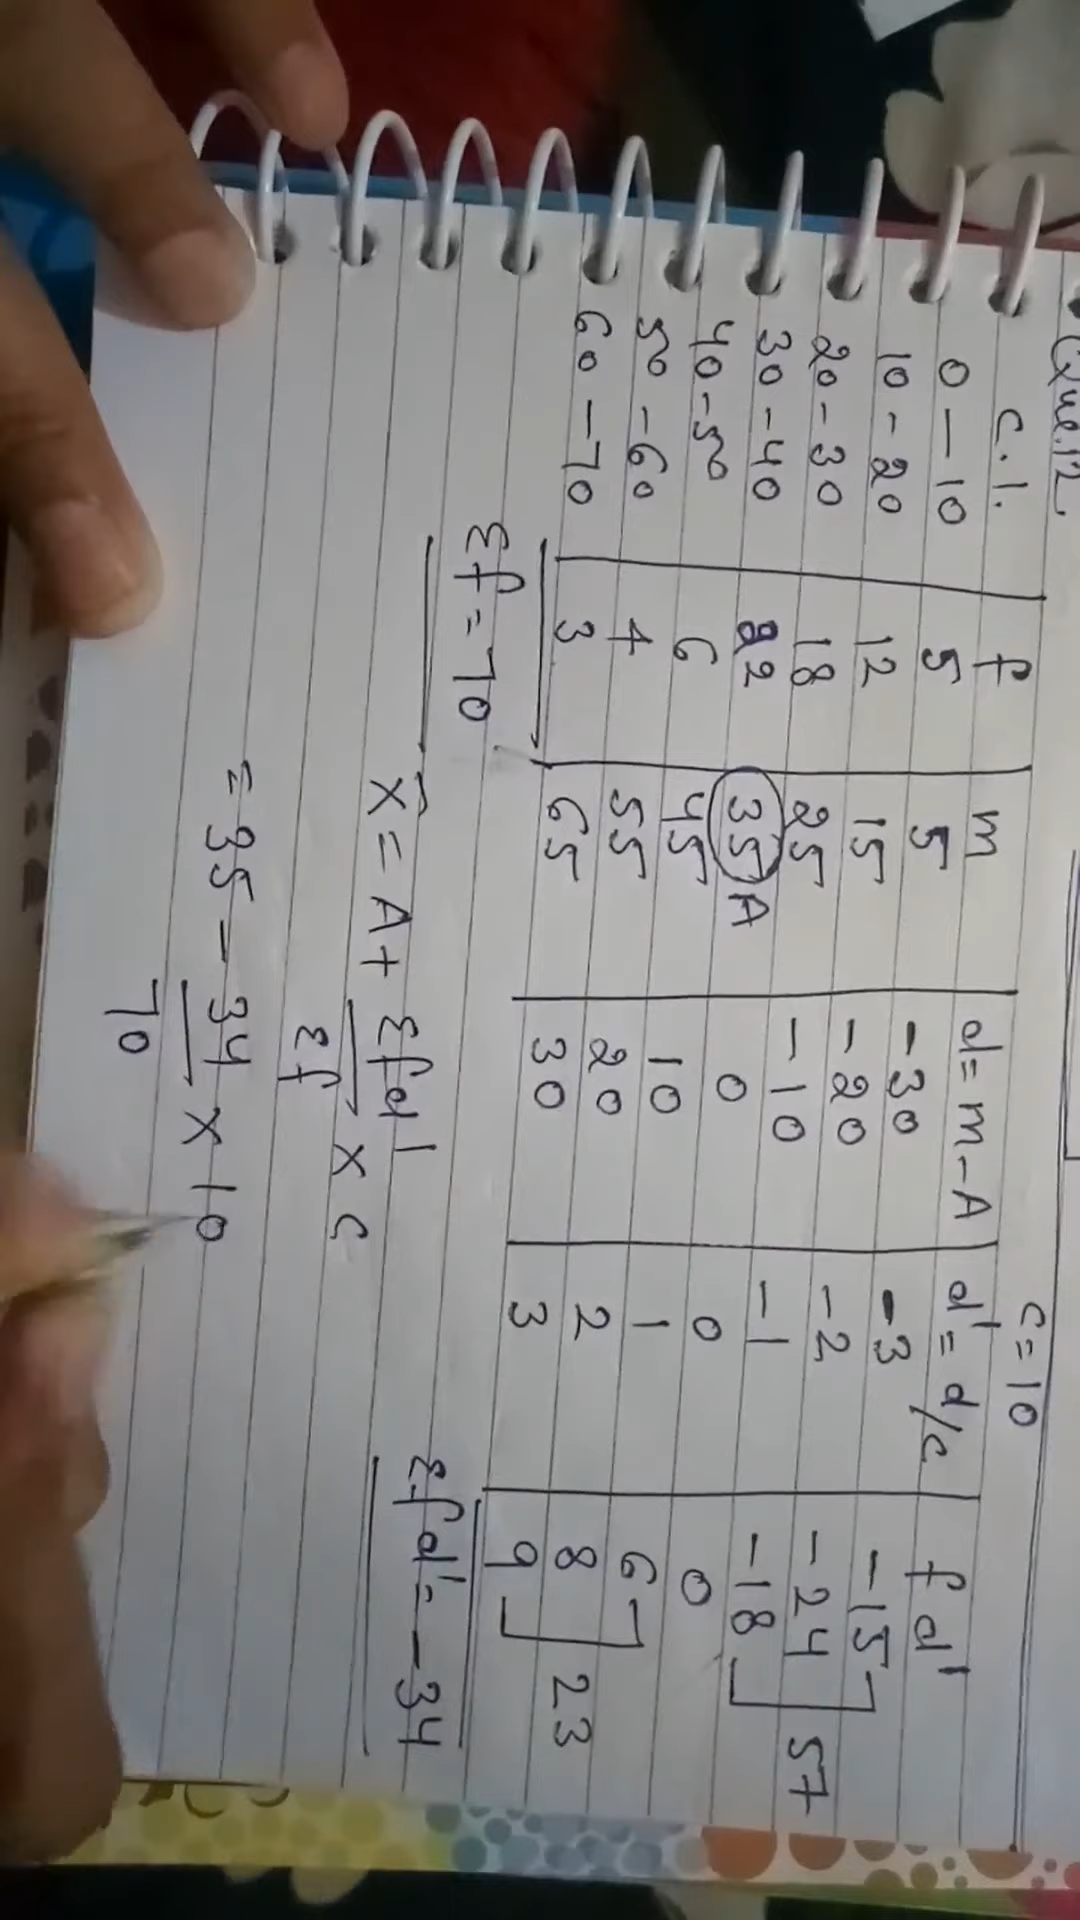 Que.12.
C = 10
C.I. f m d = m - A d' = d/c fd'
0 - 10 5 5 -30 -3 -15
10 - 20 12 15 -20 -2 -24 57
20 - 30 18 25 -10 -1 -18
30 - 40 22 35 A 0 0 0
40 - 50 6 45 10 1 6
50 - 60 4 55 20 2 8 23
60 - 70 3 65 30 3 9
Σf = 70 Σfd' = -34
X̄ = A + Σfd' / Σf × C
= 35 - 34 / 70 × 10